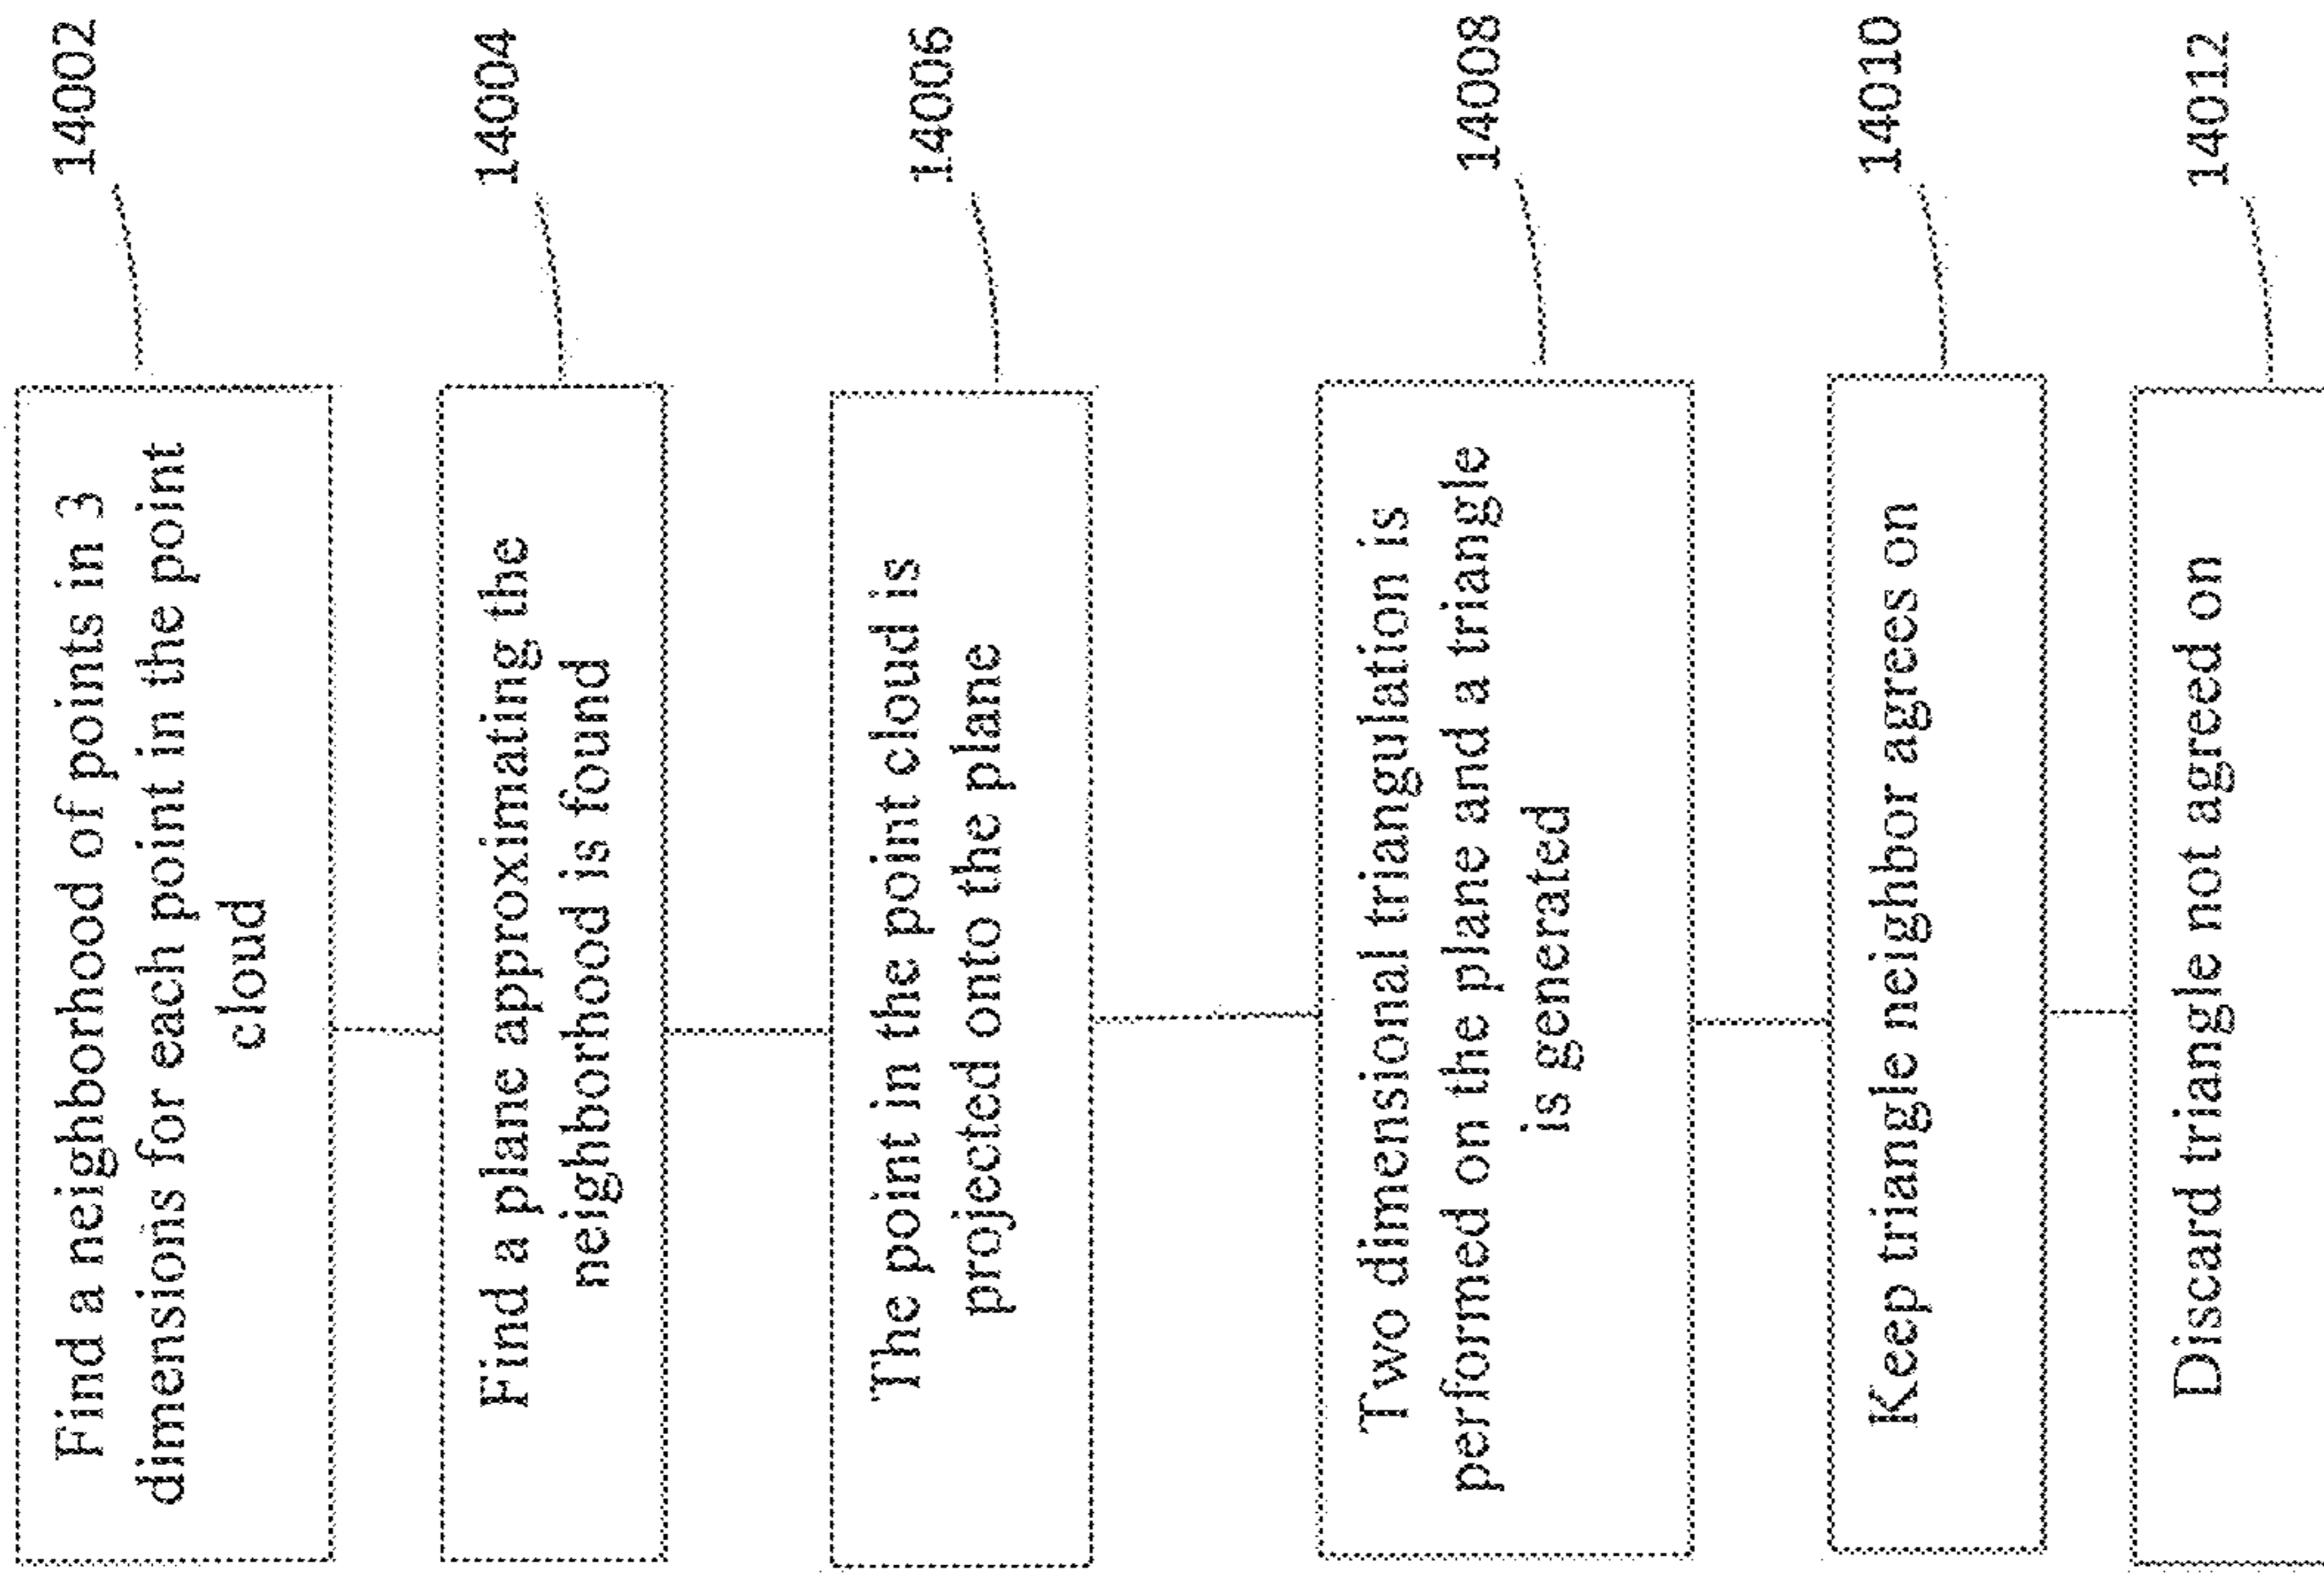 Find a neighborhood of points in 3
dimensions for each point in the point
cloud
14002
Find a plane approximating the
neighborhood is found
14004
The point in the point cloud is
projected onto the plane
14006
Two dimensional triangulation is
performed on the plane and a triangle
is generated
14008
Keep triangle neighbor agrees on
14010
Discard triangle not agreed on
14012